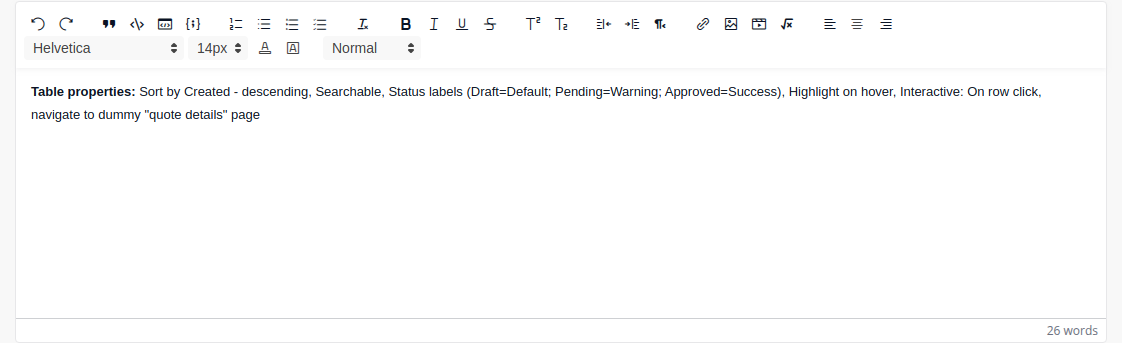 Helvetica 14px Normal
Table properties: Sort by Created - descending, Searchable, Status labels (Draft=Default; Pending=Warning; Approved=Success), Highlight on hover, Interactive: On row click,
navigate to dummy "quote details" page
26 words